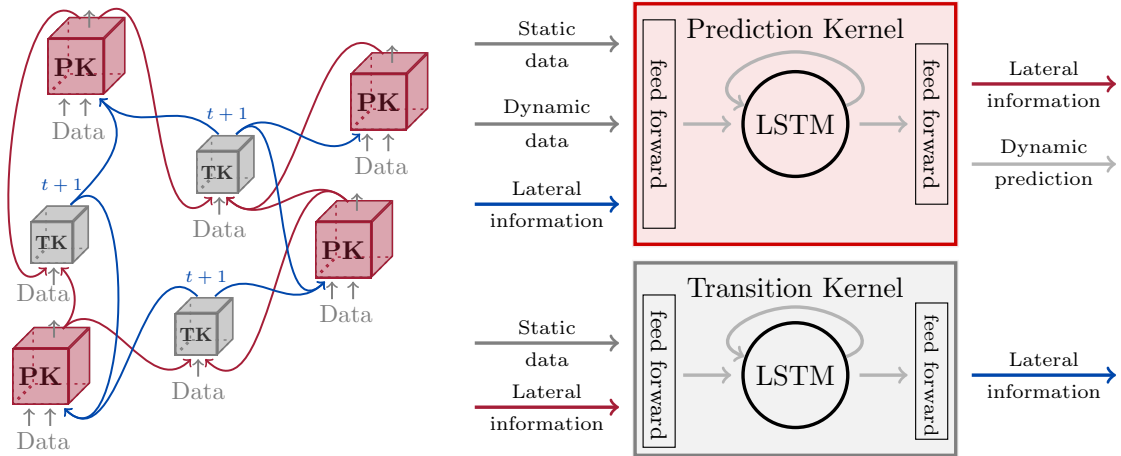 PK
Data
t + 1
PK
Data
TK
Data
t + 1
TK
Data
PK
Data
t + 1
TK
Data
PK
Data
Static
data
Dynamic
data
Lateral
information
Prediction Kernel
feed forward
LSTM
feed forward
Lateral
information
Dynamic
prediction
Static
data
Lateral
information
Transition Kernel
feed forward
LSTM
feed forward
Lateral
information